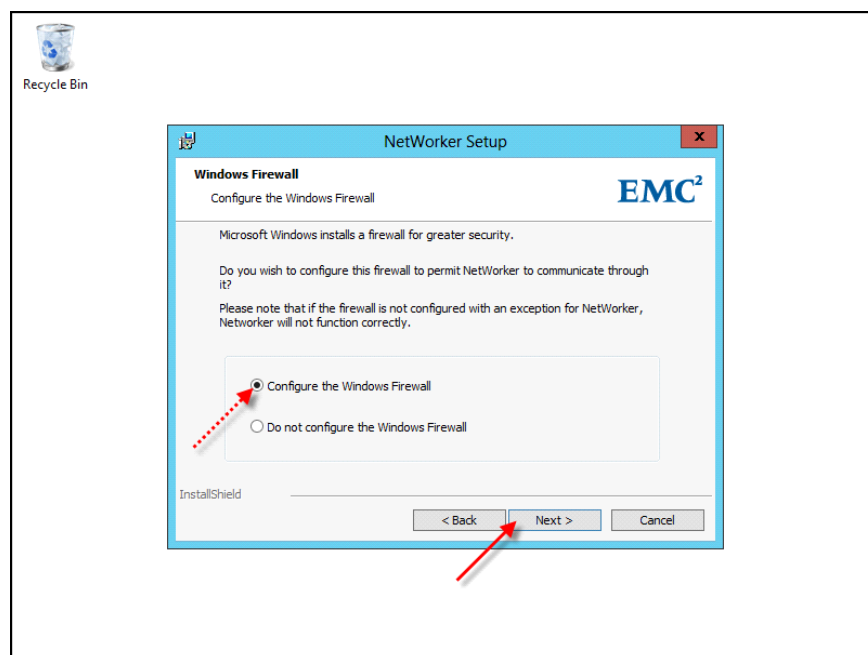 Recycle Bin
NetWorker Setup
x
Windows Firewall
Configure the Windows Firewall
EMC²
Microsoft Windows installs a firewall for greater security.
Do you wish to configure this firewall to permit NetWorker to communicate through
it?
Please note that if the firewall is not configured with an exception for NetWorker,
Networker will not function correctly.
Configure the Windows Firewall
Do not configure the Windows Firewall
InstallShield
< Back Next > Cancel